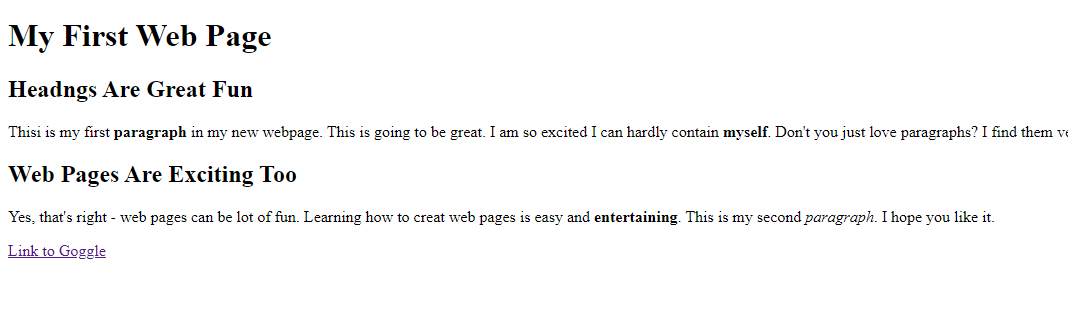 My First Web Page
Headngs Are Great Fun
Thisi is my first paragraph in my new webpage. This is going to be great. I am so excited I can hardly contain myself. Don't you just love paragraphs? I find them
Web Pages Are Exciting Too
Yes, that's right - web pages can be lot of fun. Learning how to creat web pages is easy and entertaining. This is my second paragraph. I hope you like it.
Link to Goggle